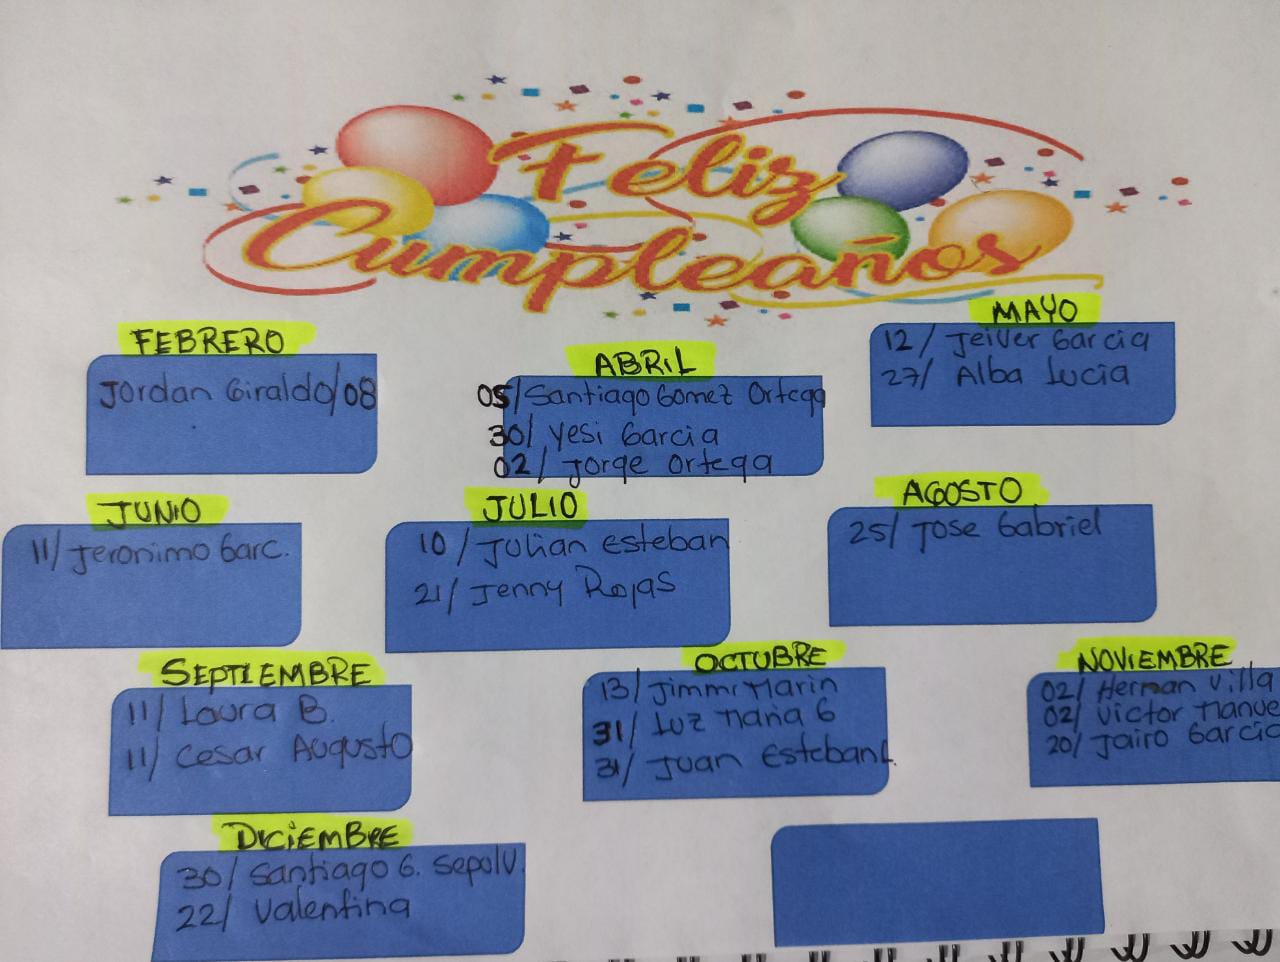 Feliz
Cumpleaños
FEBRERO
Jordan Giraldo/08
ABRIL
05/Santiago Gomez Ortega
30/ Yesi Garcia
02/ Jorge Ortega
MAYO
12/ Jeiver Garcia
27/ Alba Lucia
JUNIO
11/ Jeronimo Garc.
JULIO
10/ Julian esteban
21/ Jenny Rojas
AGOSTO
25/ Jose Gabriel
SEPTIEMBRE
11/ Laura B.
11/ Cesar Augusto
OCTUBRE
13/ Jimmi Marin
31/ Luz Maria G
31/ Juan Esteban
NOVIEMBRE
02/ Herman Villa
02/ Victor Manue
20/ Jairo Garcia
DICIEMBRE
30/ Santiago G. Sepulv.
22/ Valentina